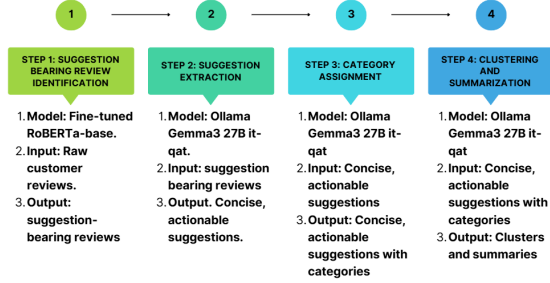 1
2
3
4
STEP 1: SUGGESTION
BEARING REVIEW
IDENTIFICATION
1. Model: Fine-tuned
RoBERTa-base.
2. Input: Raw
customer
reviews.
3. Output:
suggestion-
bearing reviews
STEP 2: SUGGESTION
EXTRACTION
1. Model: Ollama
Gemma3 27B it-
qat.
2. Input: suggestion
bearing reviews
3. Output. Concise,
actionable
suggestions.
STEP 3: CATEGORY
ASSIGNMENT
1. Model: Ollama
Gemma3 27B it-
qat
2. Input: Concise,
actionable
suggestions
3. Output: Concise,
actionable
suggestions with
categories
STEP 4: CLUSTERING
AND
SUMMARIZATION
1. Model: Ollama
Gemma3 27B it-
qat
2. Input: Concise,
actionable
suggestions with
categories
3. Output: Clusters
and summaries